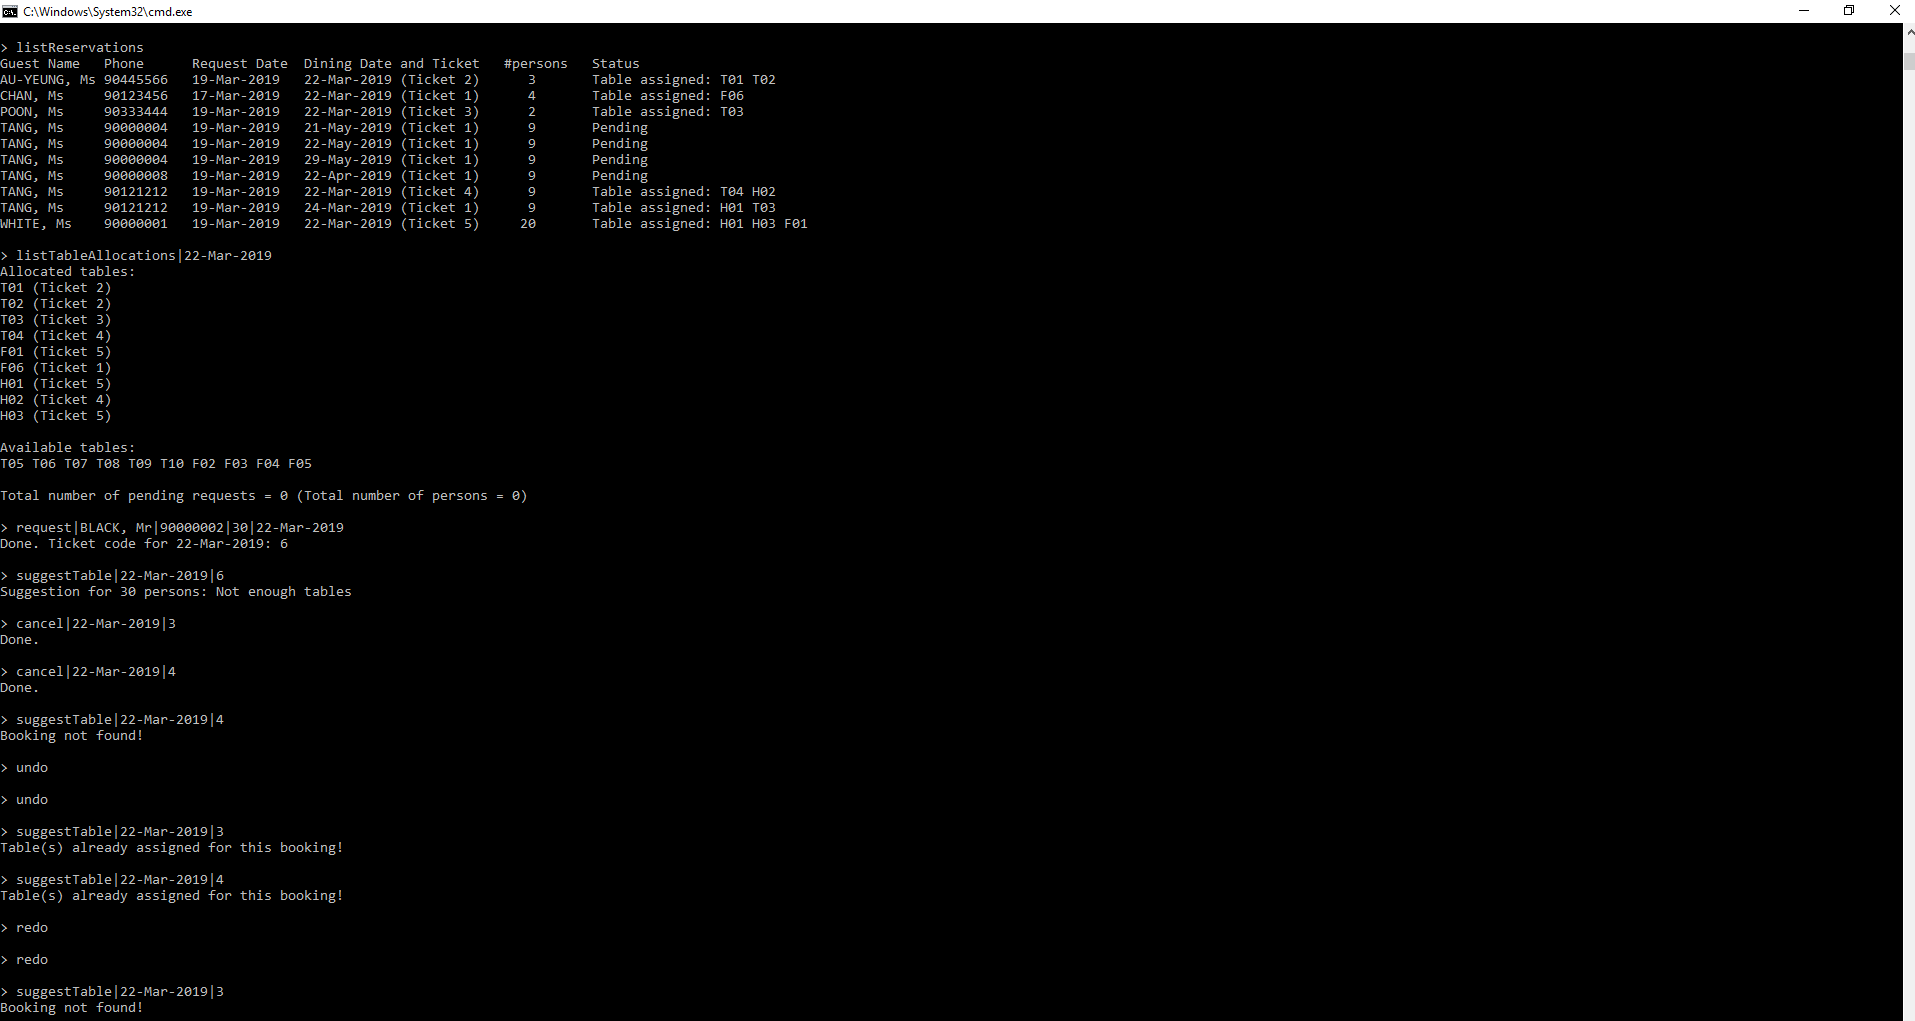 C:\Windows\System32\cmd.exe
> listReservations
Guest Name   Phone      Request Date  Dining Date and Ticket   #persons   Status
AU-YEUNG, Ms 90445566   19-Mar-2019   22-Mar-2019 (Ticket 2)      3       Table assigned: T01 T02
CHAN, Ms     90123456   17-Mar-2019   22-Mar-2019 (Ticket 1)      4       Table assigned: F06
POON, Ms     90333444   19-Mar-2019   22-Mar-2019 (Ticket 3)      2       Table assigned: T03
TANG, Ms     90000004   19-Mar-2019   21-May-2019 (Ticket 1)      9       Pending
TANG, Ms     90000004   19-Mar-2019   22-May-2019 (Ticket 1)      9       Pending
TANG, Ms     90000004   19-Mar-2019   29-May-2019 (Ticket 1)      9       Pending
TANG, Ms     90000008   19-Mar-2019   22-Apr-2019 (Ticket 1)      9       Pending
TANG, Ms     90121212   19-Mar-2019   22-Mar-2019 (Ticket 4)      9       Table assigned: T04 H02
TANG, Ms     90121212   19-Mar-2019   24-Mar-2019 (Ticket 1)      9       Table assigned: H01 T03
WHITE, Ms    90000001   19-Mar-2019   22-Mar-2019 (Ticket 5)     20       Table assigned: H01 H03 F01
> listTableAllocations|22-Mar-2019
Allocated tables:
T01 (Ticket 2)
T02 (Ticket 2)
T03 (Ticket 3)
T04 (Ticket 4)
F01 (Ticket 5)
F06 (Ticket 1)
H01 (Ticket 5)
H02 (Ticket 4)
H03 (Ticket 5)
Available tables:
T05 T06 T07 T08 T09 T10 F02 F03 F04 F05
Total number of pending requests = 0 (Total number of persons = 0)
> request|BLACK, Mr|90000002|30|22-Mar-2019
Done. Ticket code for 22-Mar-2019: 6
> suggestTable|22-Mar-2019|6
Suggestion for 30 persons: Not enough tables
> cancel|22-Mar-2019|3
Done.
> cancel|22-Mar-2019|4
Done.
> suggestTable|22-Mar-2019|4
Booking not found!
> undo
> undo
> suggestTable|22-Mar-2019|3
Table(s) already assigned for this booking!
> suggestTable|22-Mar-2019|4
Table(s) already assigned for this booking!
> redo
> redo
> suggestTable|22-Mar-2019|3
Booking not found!